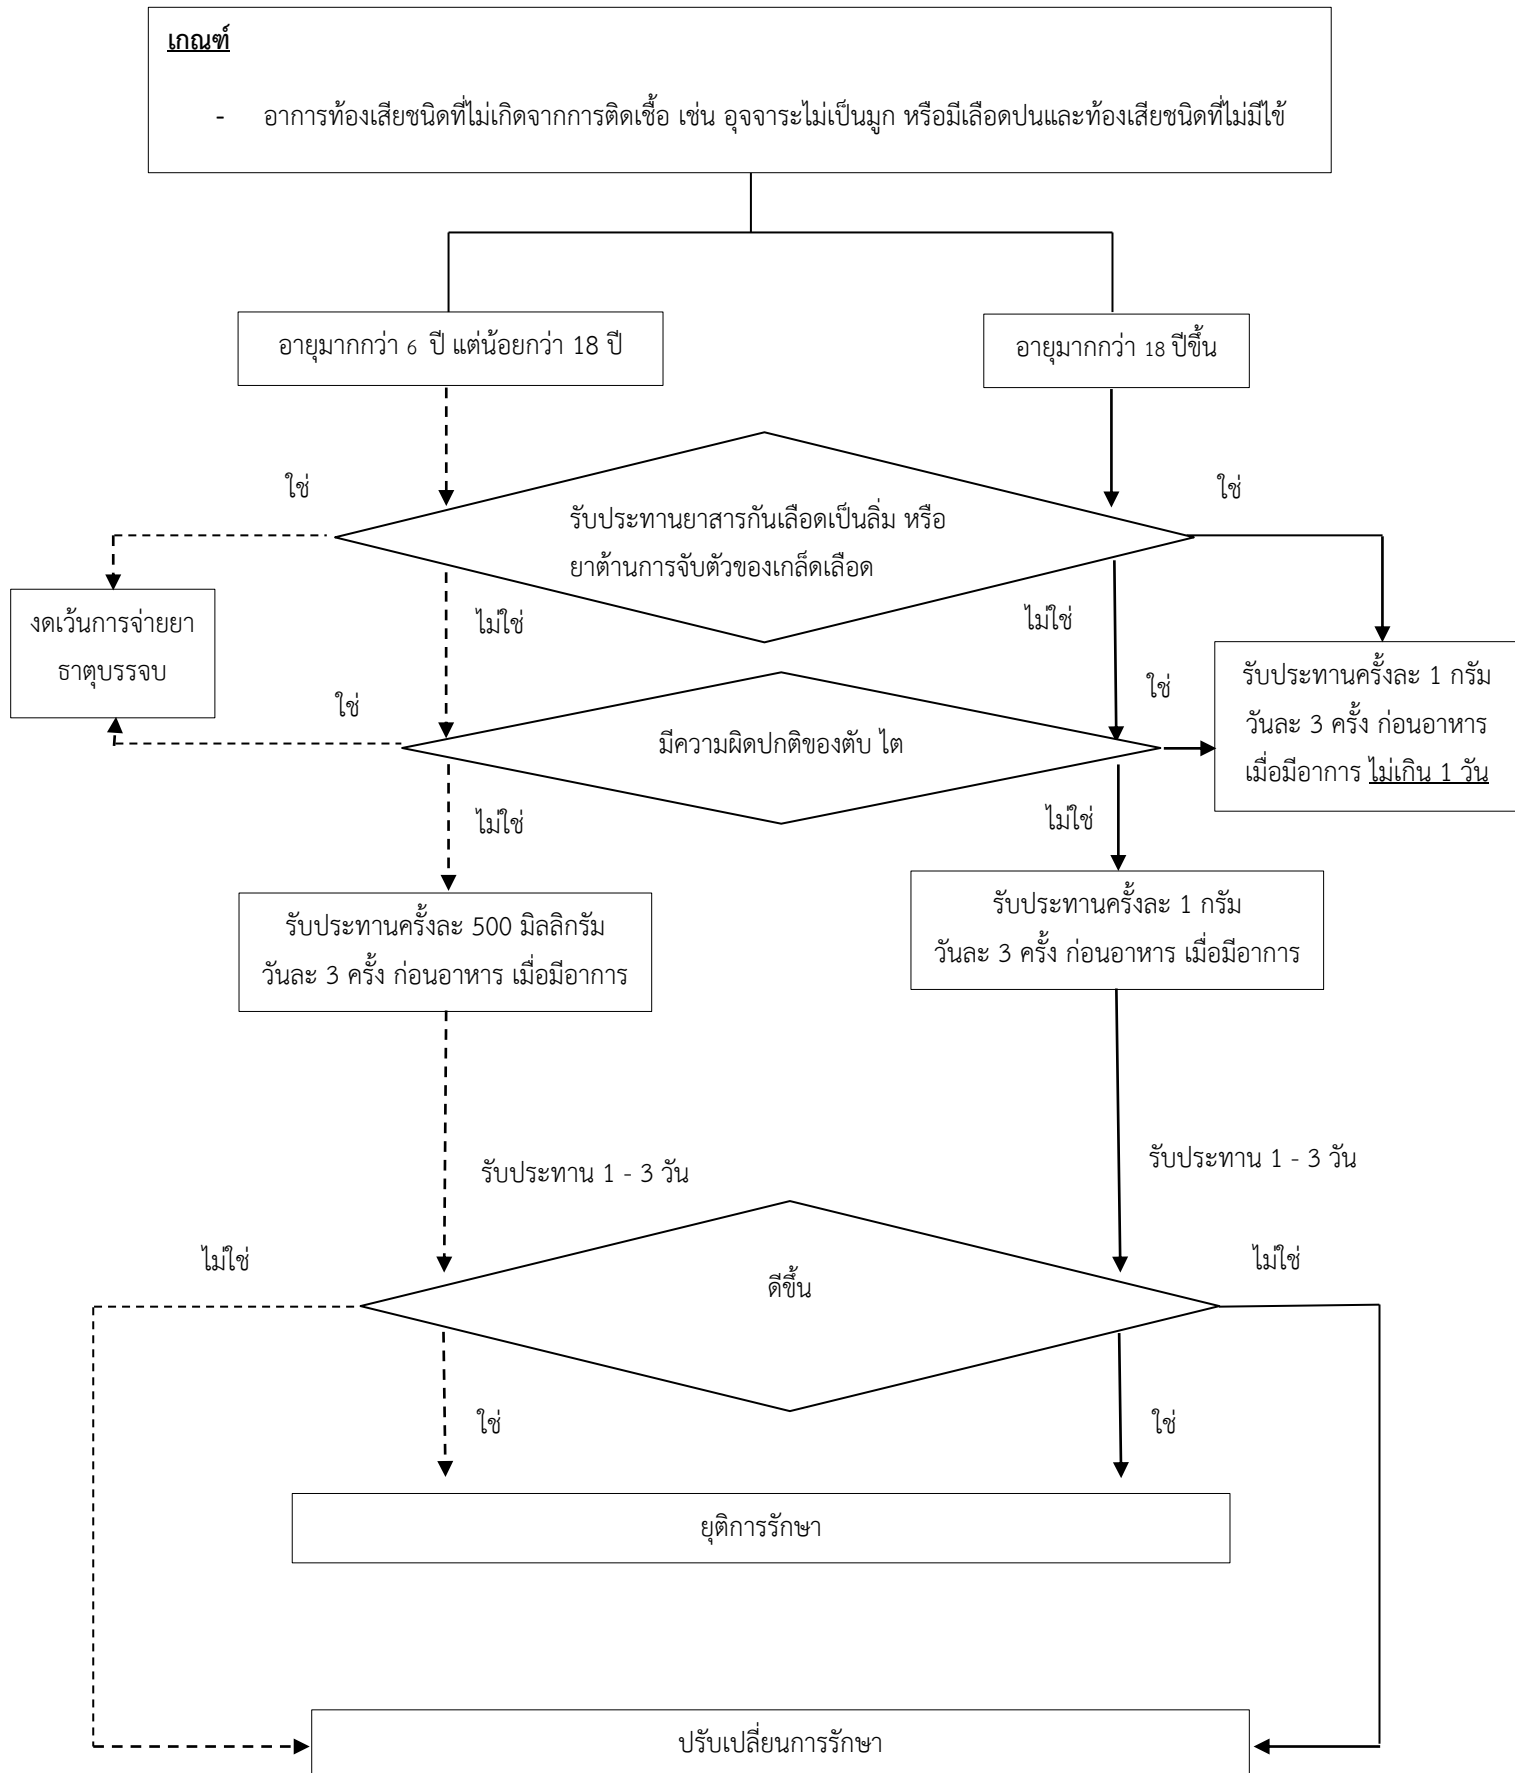 เกณฑ์
- อาการท้องเสียชนิดที่ไม่เกิดจากการติดเชื้อ เช่น อุจจาระไม่เป็นมูก หรือมีเลือดปนและท้องเสียชนิดที่ไม่มีไข้
อายุมากกว่า 6 ปี แต่น้อยกว่า 18 ปี
อายุมากกว่า 18 ปีขึ้น
ใช่
ใช่
รับประทานยาสารกันเลือดเป็นลิ่ม หรือ
ยาต้านการจับตัวของเกล็ดเลือด
งดเว้นการจ่ายยา
ธาตุบรรจบ
ไม่ใช่
ไม่ใช่
ใช่
ใช่
รับประทานครั้งละ 1 กรัม
วันละ 3 ครั้ง ก่อนอาหาร
เมื่อมีอาการ ไม่เกิน 1 วัน
มีความผิดปกติของตับ ไต
ไม่ใช่
ไม่ใช่
รับประทานครั้งละ 500 มิลลิกรัม
วันละ 3 ครั้ง ก่อนอาหาร เมื่อมีอาการ
รับประทานครั้งละ 1 กรัม
วันละ 3 ครั้ง ก่อนอาหาร เมื่อมีอาการ
รับประทาน 1 - 3 วัน
รับประทาน 1 - 3 วัน
ไม่ใช่
ไม่ใช่
ดีขึ้น
ใช่
ใช่
ยุติการรักษา
ปรับเปลี่ยนการรักษา